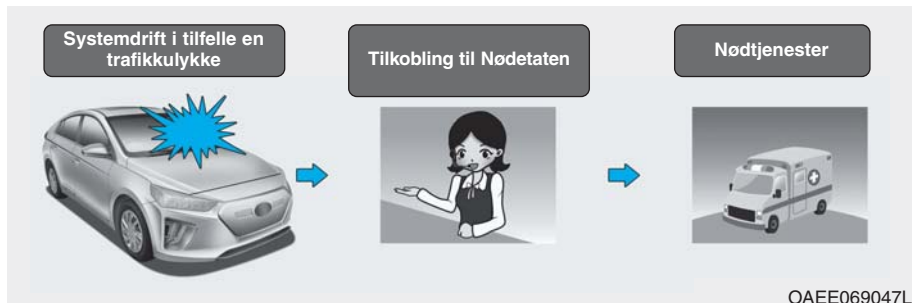 Systemdrift i tilfelle en
trafikkulykke
Tilkobling til Nødetaten
Nødtjenester
OAEE069047L